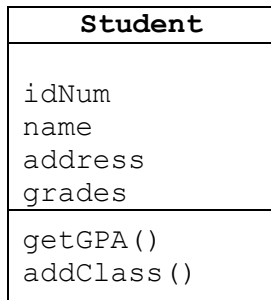 Student
idNum
name
address
grades
getGPA()
addClass()